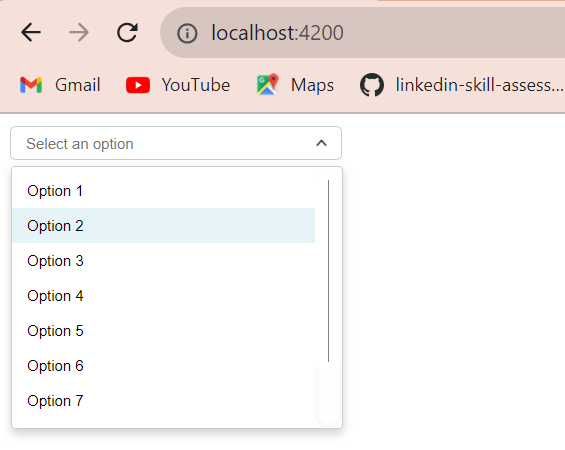 localhost:4200
Gmail YouTube Maps linkedin-skill-assess...
Select an option
Option 1
Option 2
Option 3
Option 4
Option 5
Option 6
Option 7